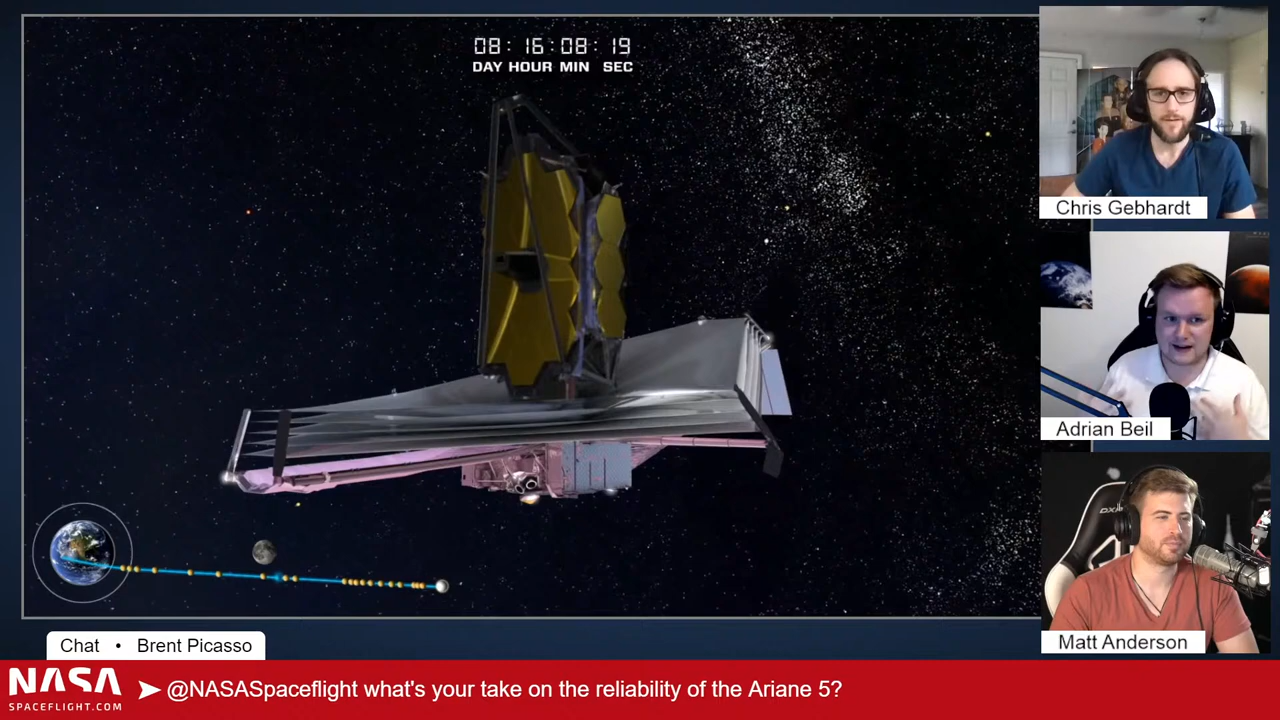 08 : 16 : 08 : 19
DAY HOUR MIN SEC
Chris Gebhardt
Adrian Beil
Matt Anderson
Chat • Brent Picasso
NASA
SPACEFLIGHT.COM
@NASASpaceflight what's your take on the reliability of the Ariane 5?